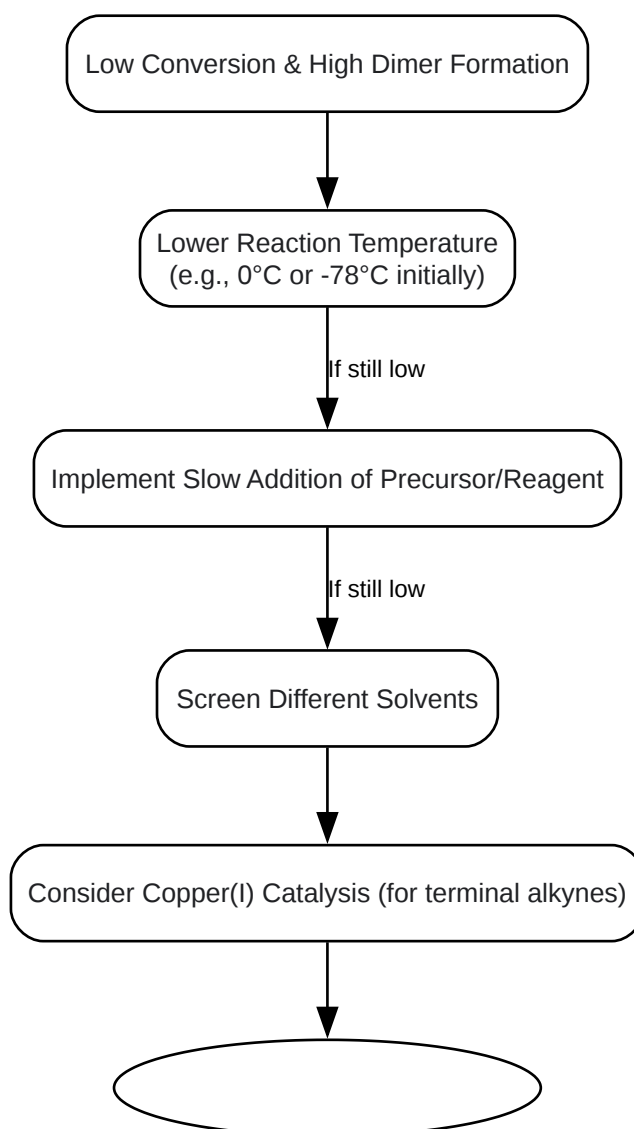 Low Conversion & High Dimer Formation
Lower Reaction Temperature
(e.g., 0°C or -78°C initially)
If still low
Implement Slow Addition of Precursor/Reagent
If still low
Screen Different Solvents
Consider Copper(I) Catalysis (for terminal alkynes)